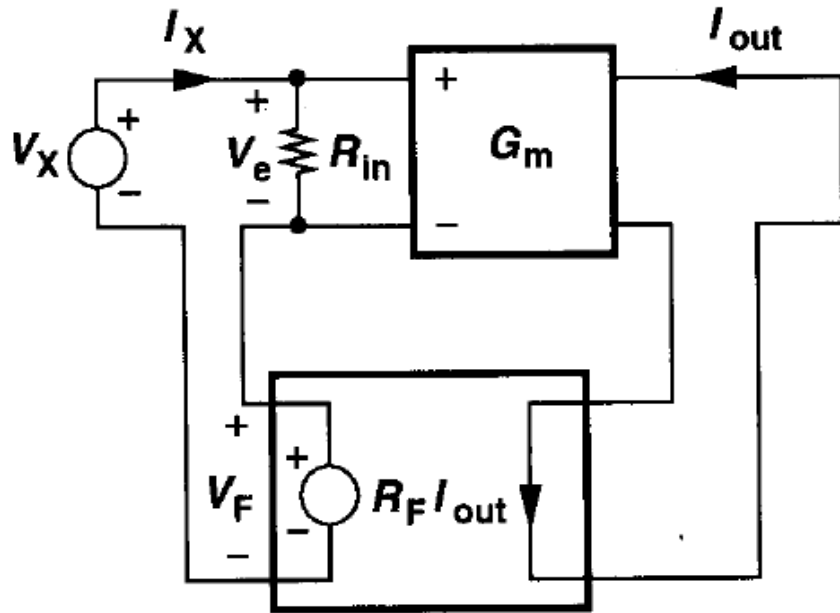 I_X
I_out
+
+
+
V_X
V_e
R_in
G_m
−
−
−
+
+
V_F
R_F I_out
−
−